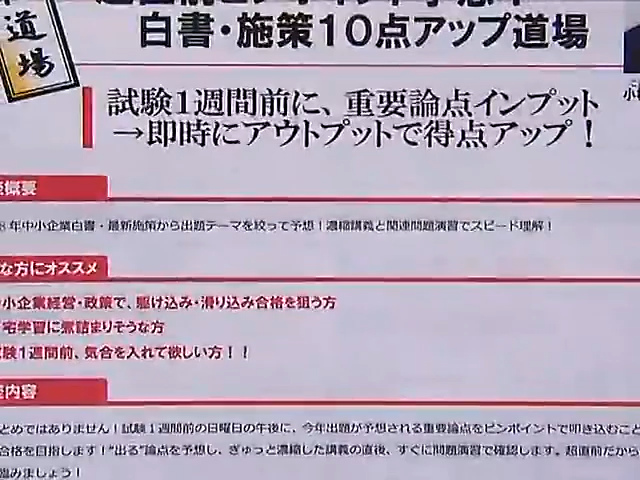 道場
白書・施策10点アップ道場
試験1週間前に、重要論点インプット
→即時にアウトプットで得点アップ！
概要
8年中小企業白書・最新施策から出題テーマを絞って予想！濃縮講義と関連問題演習でスピード理解！
な方にオススメ
小企業経営・政策で、駆け込み・滑り込み合格を狙う方
宅学習に煮詰まりそうな方
験1週間前、気合を入れて欲しい方！！
内容
とめではありません！試験1週間前の日曜日の午後に、今年出題が予想される重要論点をピンポイントで叩き込むこと
合格を目指します！“出る”論点を予想し、ぎゅっと濃縮した講義の直後、すぐに問題演習で確認します。超直前だから
臨みましょう！